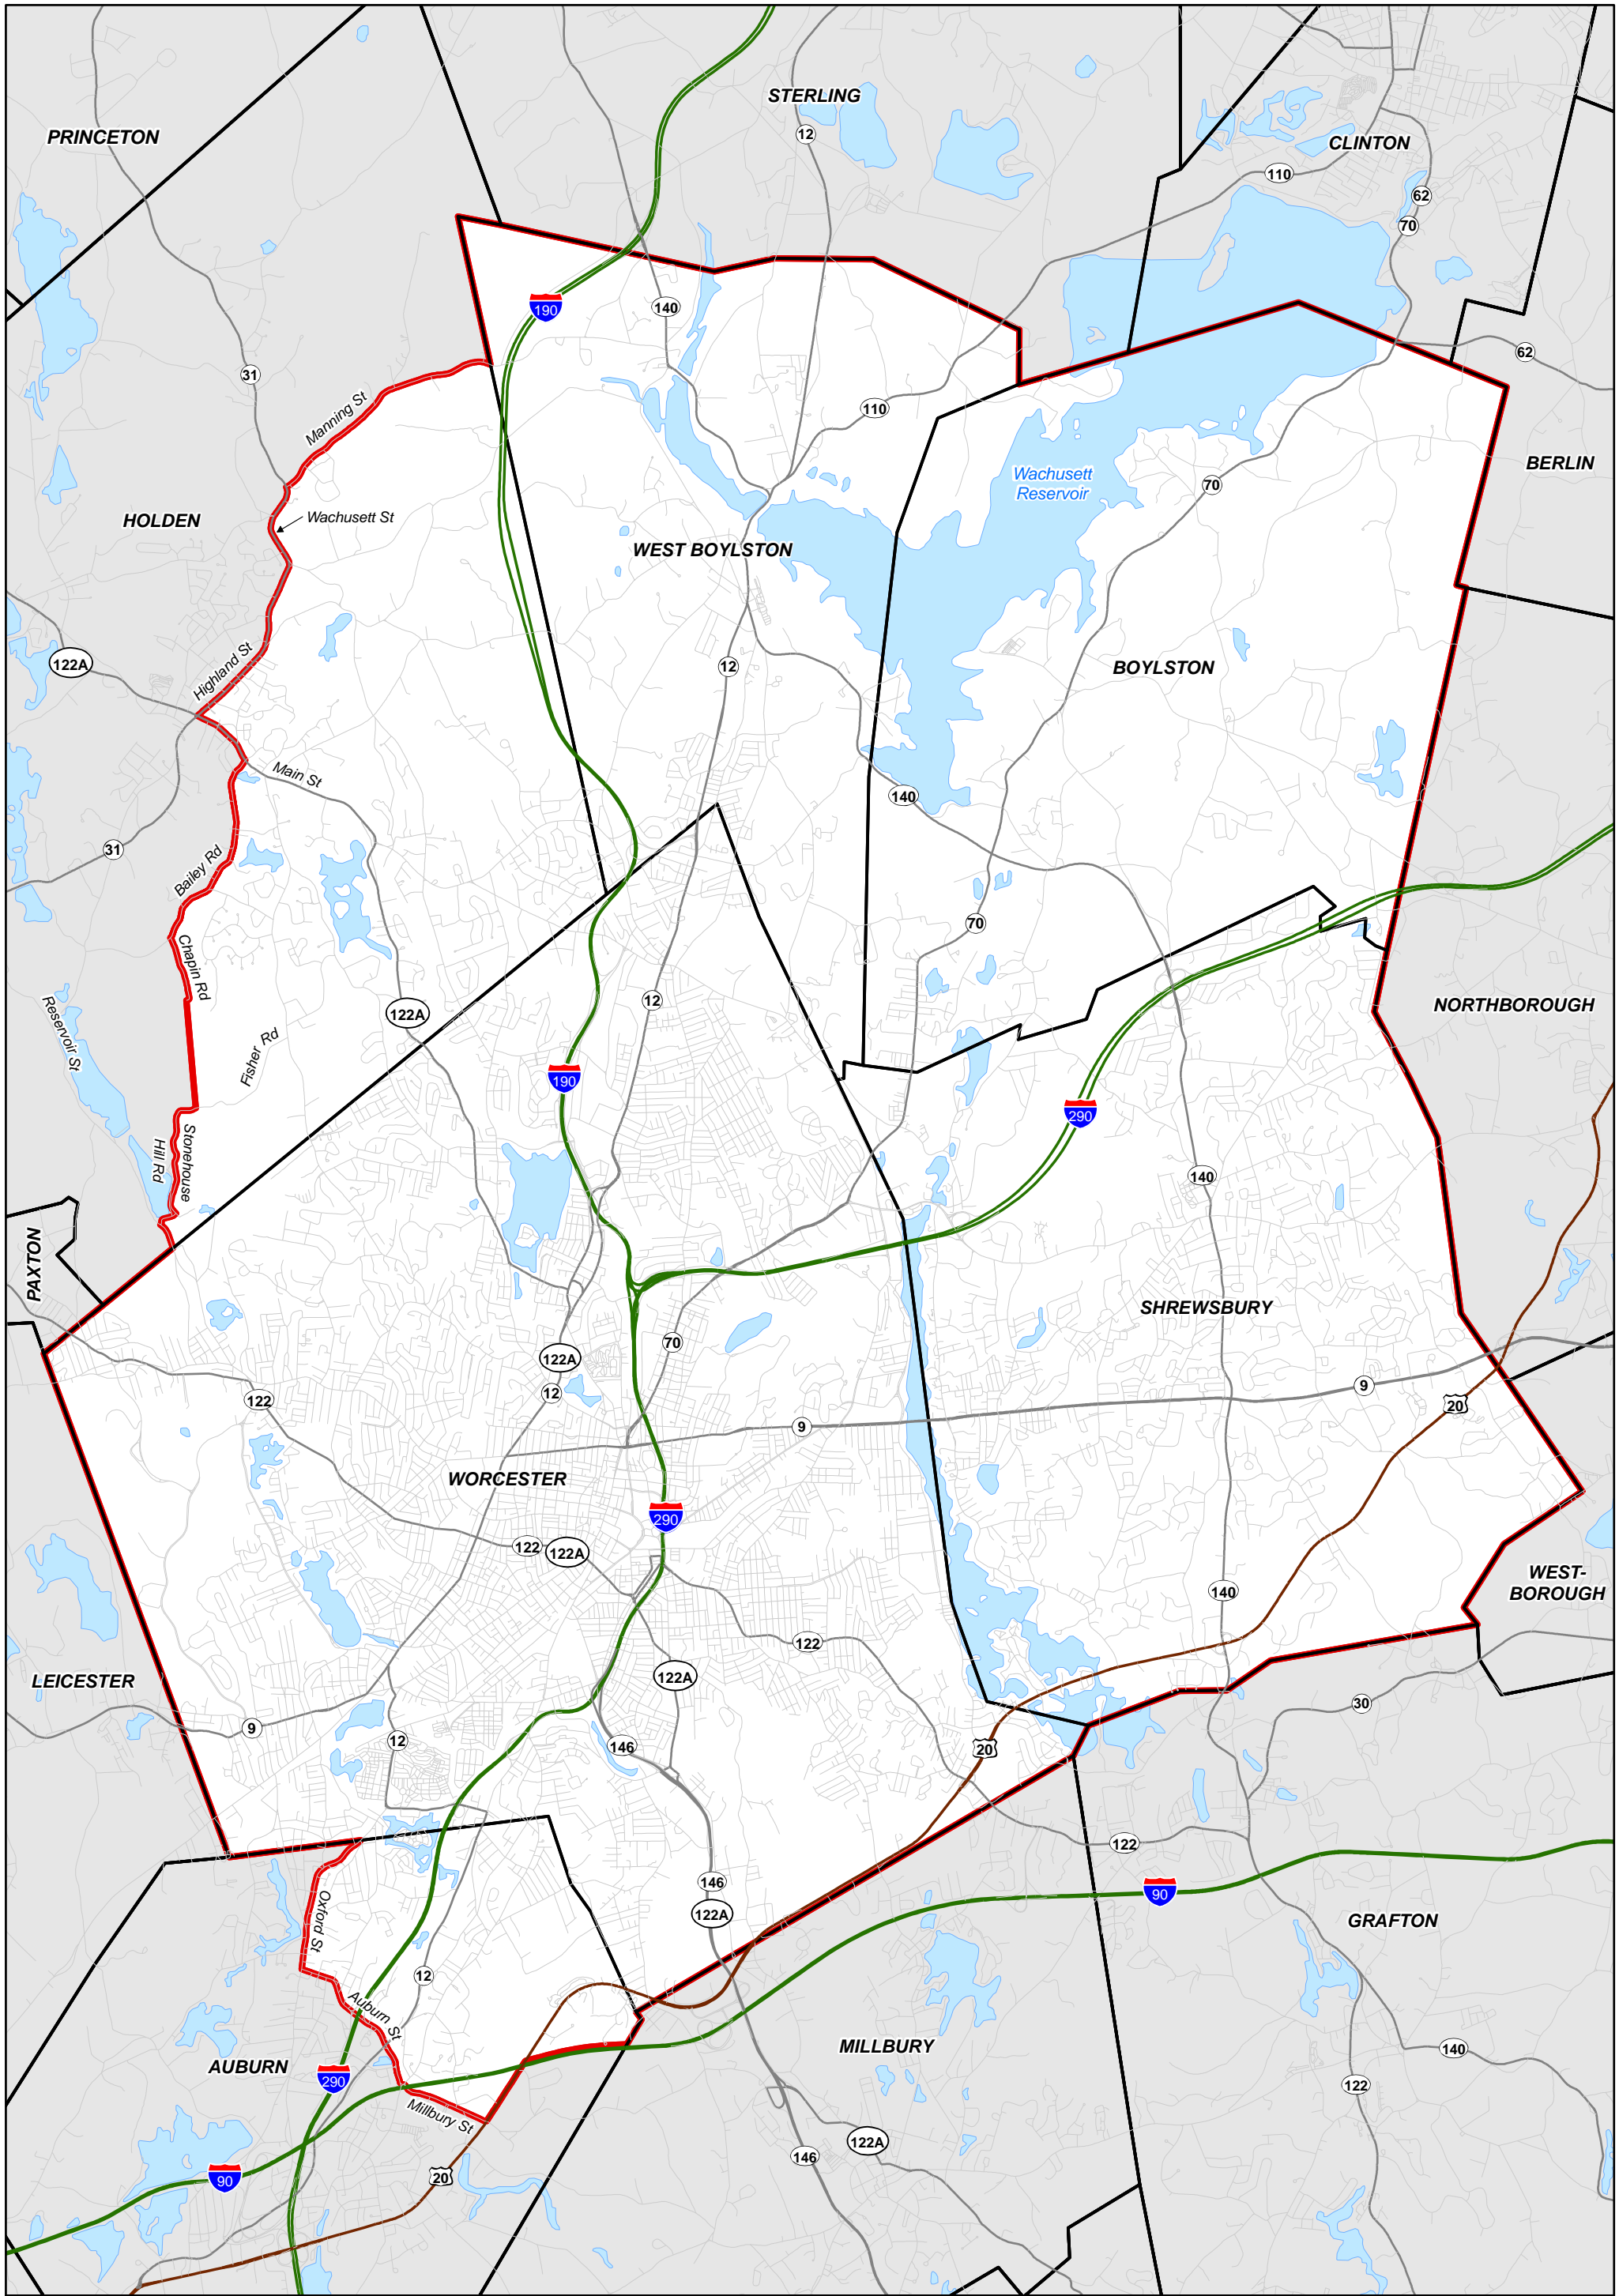 STERLING
PRINCETON
12
CLINTON
110
62
70
190
140
31
62
110
Manning St
BERLIN
Wachusett
Reservoir
70
HOLDEN
Wachusett St
WEST BOYLSTON
122A
Highland St
12
BOYLSTON
Main St
140
31
Bailey Rd
70
Chapin Rd
12
122A
NORTHBOROUGH
Reservoir St
Fisher Rd
190
290
Stonehouse
Hill Rd
140
PAXTON
SHREWSBURY
70
122A
12
9
122
20
9
WORCESTER
290
122
122A
WEST-
BOROUGH
140
122
122A
LEICESTER
30
9
12
146
20
122
146
90
122A
GRAFTON
Oxford St
12
Auburn St
MILLBURY
140
AUBURN
290
122
Millbury St
122A
146
20
90